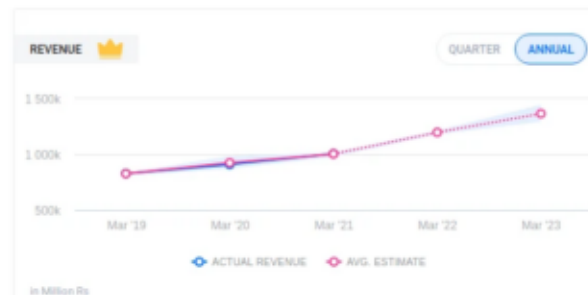 REVENUE
QUARTER ANNUAL
1 500k
1 000k
500k
Mar '19 Mar '20 Mar '21 Mar '22 Mar '23
ACTUAL REVENUE AVG. ESTIMATE
in Million Rs